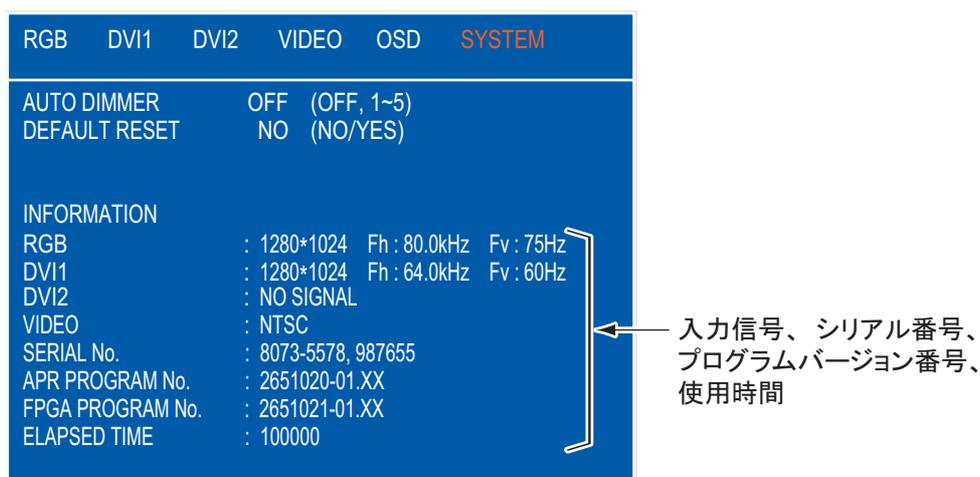 RGB DVI1 DVI2 VIDEO OSD SYSTEM
AUTO DIMMER OFF (OFF, 1~5)
DEFAULT RESET NO (NO/YES)
INFORMATION
RGB : 1280*1024 Fh : 80.0kHz Fv : 75Hz
DVI1 : 1280*1024 Fh : 64.0kHz Fv : 60Hz
DVI2 : NO SIGNAL
VIDEO : NTSC
SERIAL No. : 8073-5578, 987655
APR PROGRAM No. : 2651020-01.XX
FPGA PROGRAM No. : 2651021-01.XX
ELAPSED TIME : 100000
入力信号、シリアル番号、
プログラムバージョン番号、
使用時間